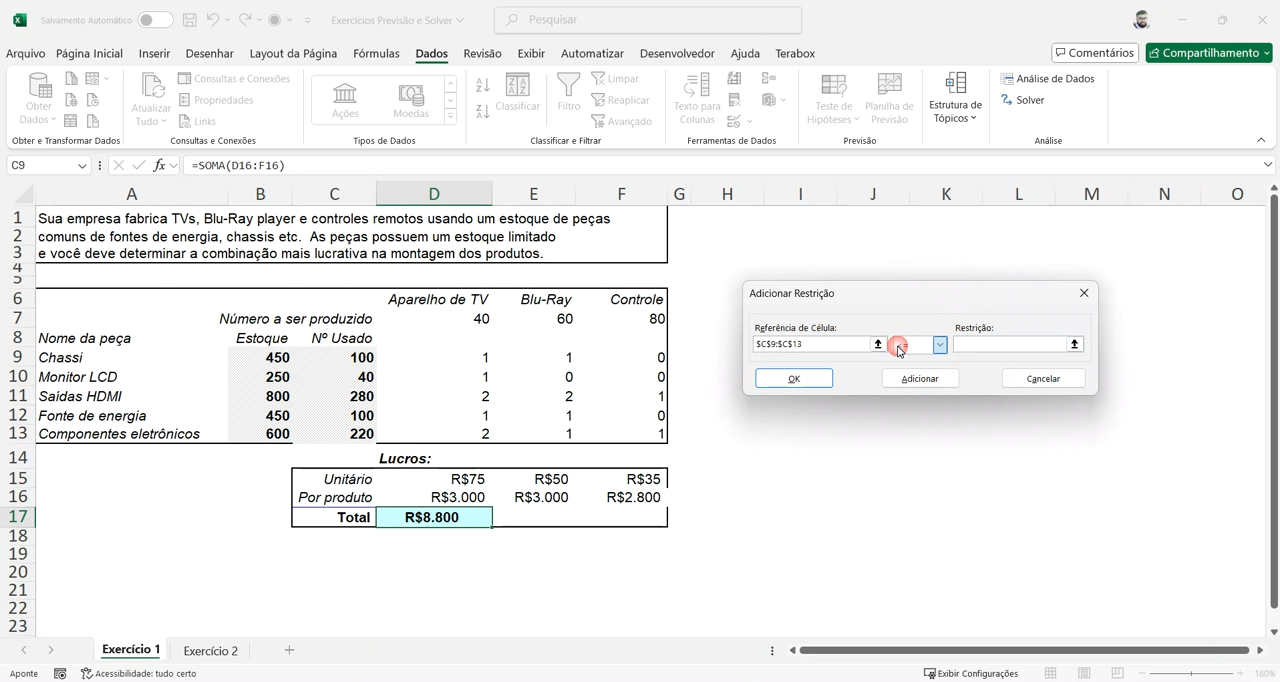 Salvamento Automático
Exercícios Previsão e Solver
Pesquisar
Arquivo Página Inicial Inserir Desenhar Layout da Página Fórmulas Dados Revisão Exibir Automatizar Desenvolvedor Ajuda Terabox
Comentários Compartilhamento
Obter Dados
Atualizar Tudo
Consultas e Conexões
Propriedades
Links
Ações
Moedas
Classificar
Filtro
Limpar
Reaplicar
Avançado
Texto para Colunas
Teste de Hipóteses
Planilha de Previsão
Estrutura de Tópicos
Análise de Dados
Solver
Obter e Transformar Dados Consultas e Conexões Tipos de Dados Classificar e Filtrar Ferramentas de Dados Previsão Análise
C9 fx =SOMA(D16:F16)
A B C D E F G H I J K L M N O
1 Sua empresa fabrica TVs, Blu-Ray player e controles remotos usando um estoque de peças
2 comuns de fontes de energia, chassis etc. As peças possuem um estoque limitado
3 e você deve determinar a combinação mais lucrativa na montagem dos produtos.
4
5
6 Aparelho de TV Blu-Ray Controle
7 Número a ser produzido 40 60 80
8 Nome da peça Estoque Nº Usado
9 Chassi 450 100 1 1 0
10 Monitor LCD 250 40 1 0 0
11 Saídas HDMI 800 280 2 2 1
12 Fonte de energia 450 100 1 1 0
13 Componentes eletrônicos 600 220 2 1 1
14 Lucros:
15 Unitário R$75 R$50 R$35
16 Por produto R$3.000 R$3.000 R$2.800
17 Total R$8.800
18
19
20
21
22
23
Adicionar Restrição
Referência de Célula: Restrição:
$C$9:$C$13
OK Adicionar Cancelar
Exercício 1 Exercício 2
Aponte Acessibilidade: tudo certo Exibir Configurações 160%